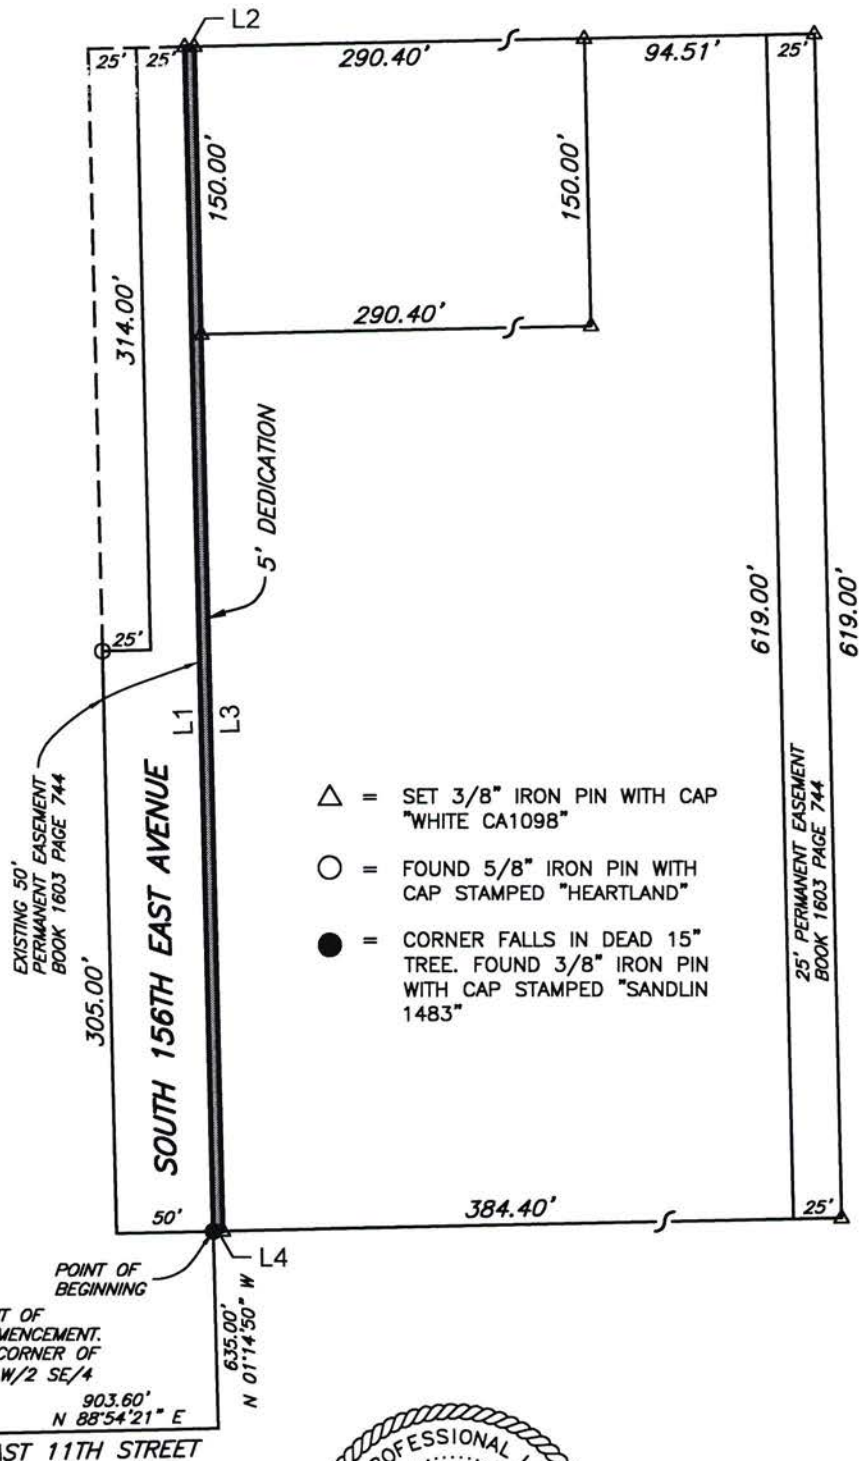 L2
25'
25'
290.40'
94.51'
25'
150.00'
150.00'
314.00'
290.40'
5' DEDICATION
25'
619.00'
619.00'
L1
L3
EXISTING 50'
PERMANENT EASEMENT
BOOK 1603 PAGE 744
305.00'
SOUTH 156TH EAST AVENUE
△ = SET 3/8" IRON PIN WITH CAP
"WHITE CA1098"
○ = FOUND 5/8" IRON PIN WITH
CAP STAMPED "HEARTLAND"
● = CORNER FALLS IN DEAD 15"
TREE. FOUND 3/8" IRON PIN
WITH CAP STAMPED "SANDLIN
1483"
25' PERMANENT EASEMENT
BOOK 1603 PAGE 744
50'
384.40'
25'
L4
POINT OF
BEGINNING
635.00'
N 01°14'50" W
OF
CORNER OF
W/2 SE/4
903.60'
N 88°54'21" E
11TH STREET